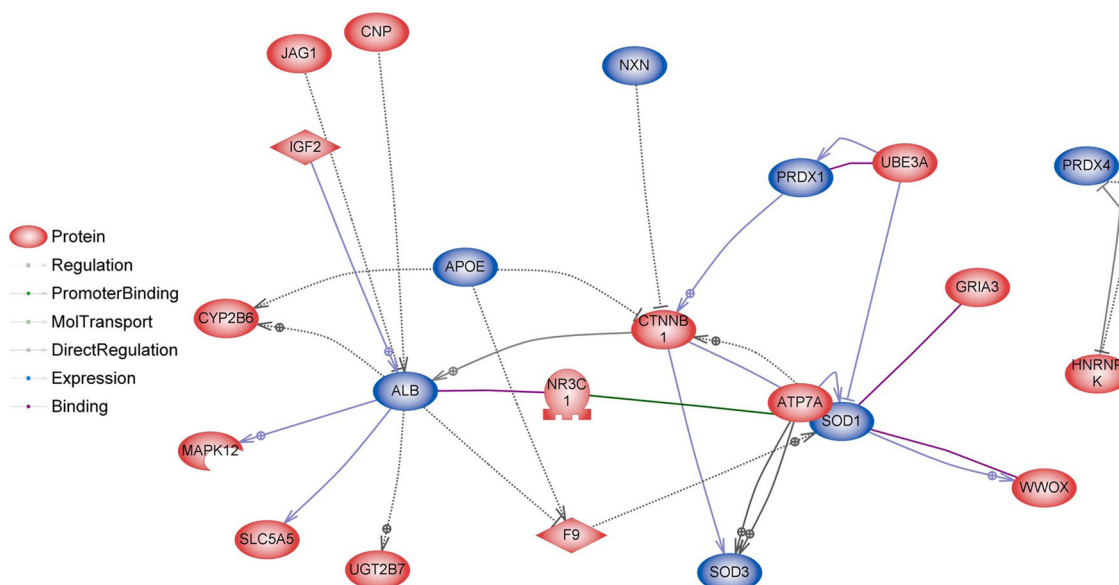 CNP
JAG1
NXN
IGF2
PRDX1
UBE3A
PRDX4
Protein
Regulation
PromoterBinding
MolTransport
DirectRegulation
Expression
Binding
APOE
GRIA3
CYP2B6
CTNNB
1
HNRNP
K
ALB
NR3C
1
ATP7A
SOD1
MAPK12
WWOX
SLC5A5
F9
UGT2B7
SOD3